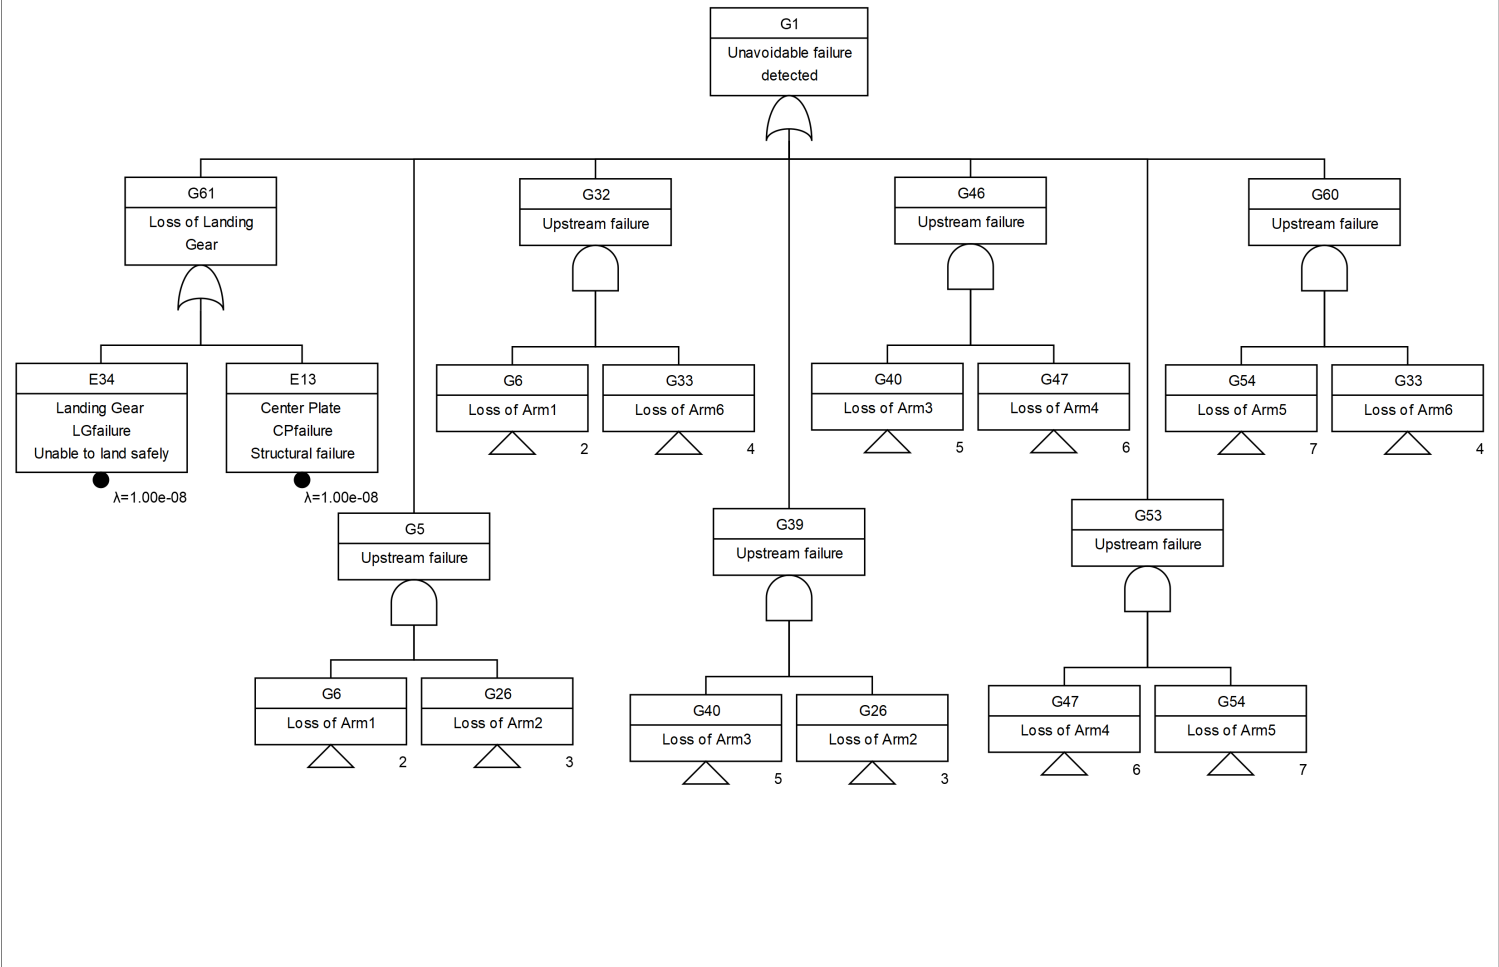 G1
Unavoidable failure
detected
G61
Loss of Landing
Gear
G32
Upstream failure
G46
Upstream failure
G60
Upstream failure
E34
Landing Gear
LGfailure
Unable to land safely
λ=1.00e-08
E13
Center Plate
CPfailure
Structural failure
λ=1.00e-08
G6
Loss of Arm1
2
G33
Loss of Arm6
4
G40
Loss of Arm3
5
G47
Loss of Arm4
6
G54
Loss of Arm5
7
G33
Loss of Arm6
4
G5
Upstream failure
G39
Upstream failure
G53
Upstream failure
G6
Loss of Arm1
2
G26
Loss of Arm2
3
G40
Loss of Arm3
5
G26
Loss of Arm2
3
G47
Loss of Arm4
6
G54
Loss of Arm5
7